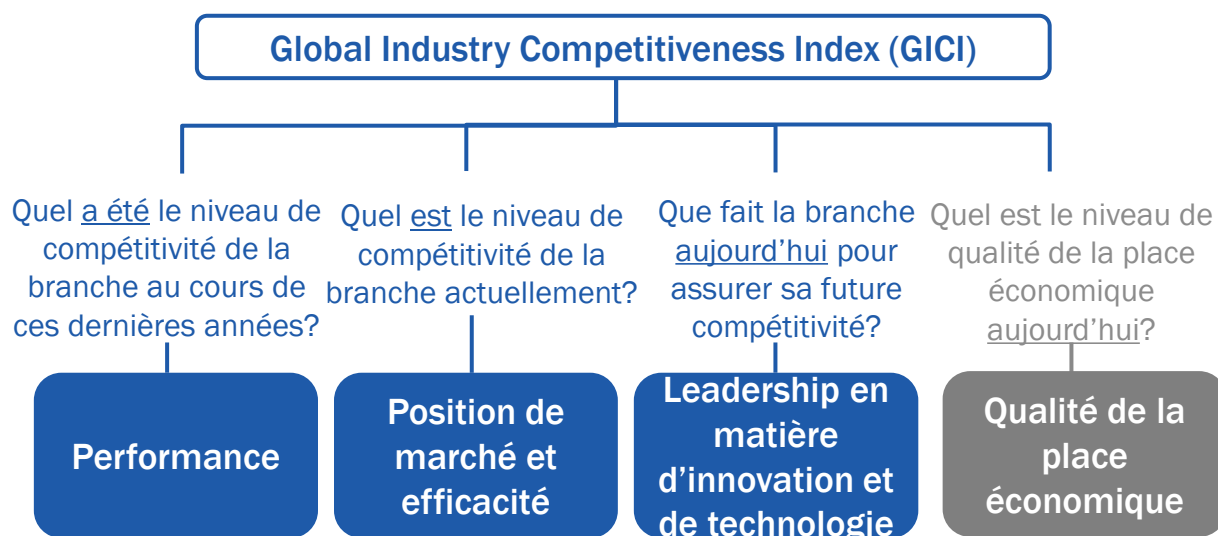 Global Industry Competitiveness Index (GICI)
Quel a été le niveau de
compétitivité de la
branche au cours de
ces dernières années?
Quel est le niveau de
compétitivité de la
branche actuellement?
Que fait la branche
aujourd’hui pour
assurer sa future
compétitivité?
Quel est le niveau de
qualité de la place
économique
aujourd’hui?
Performance
Position de
marché et
efficacité
Leadership en
matière
d’innovation et
de technologie
Qualité de la
place
économique